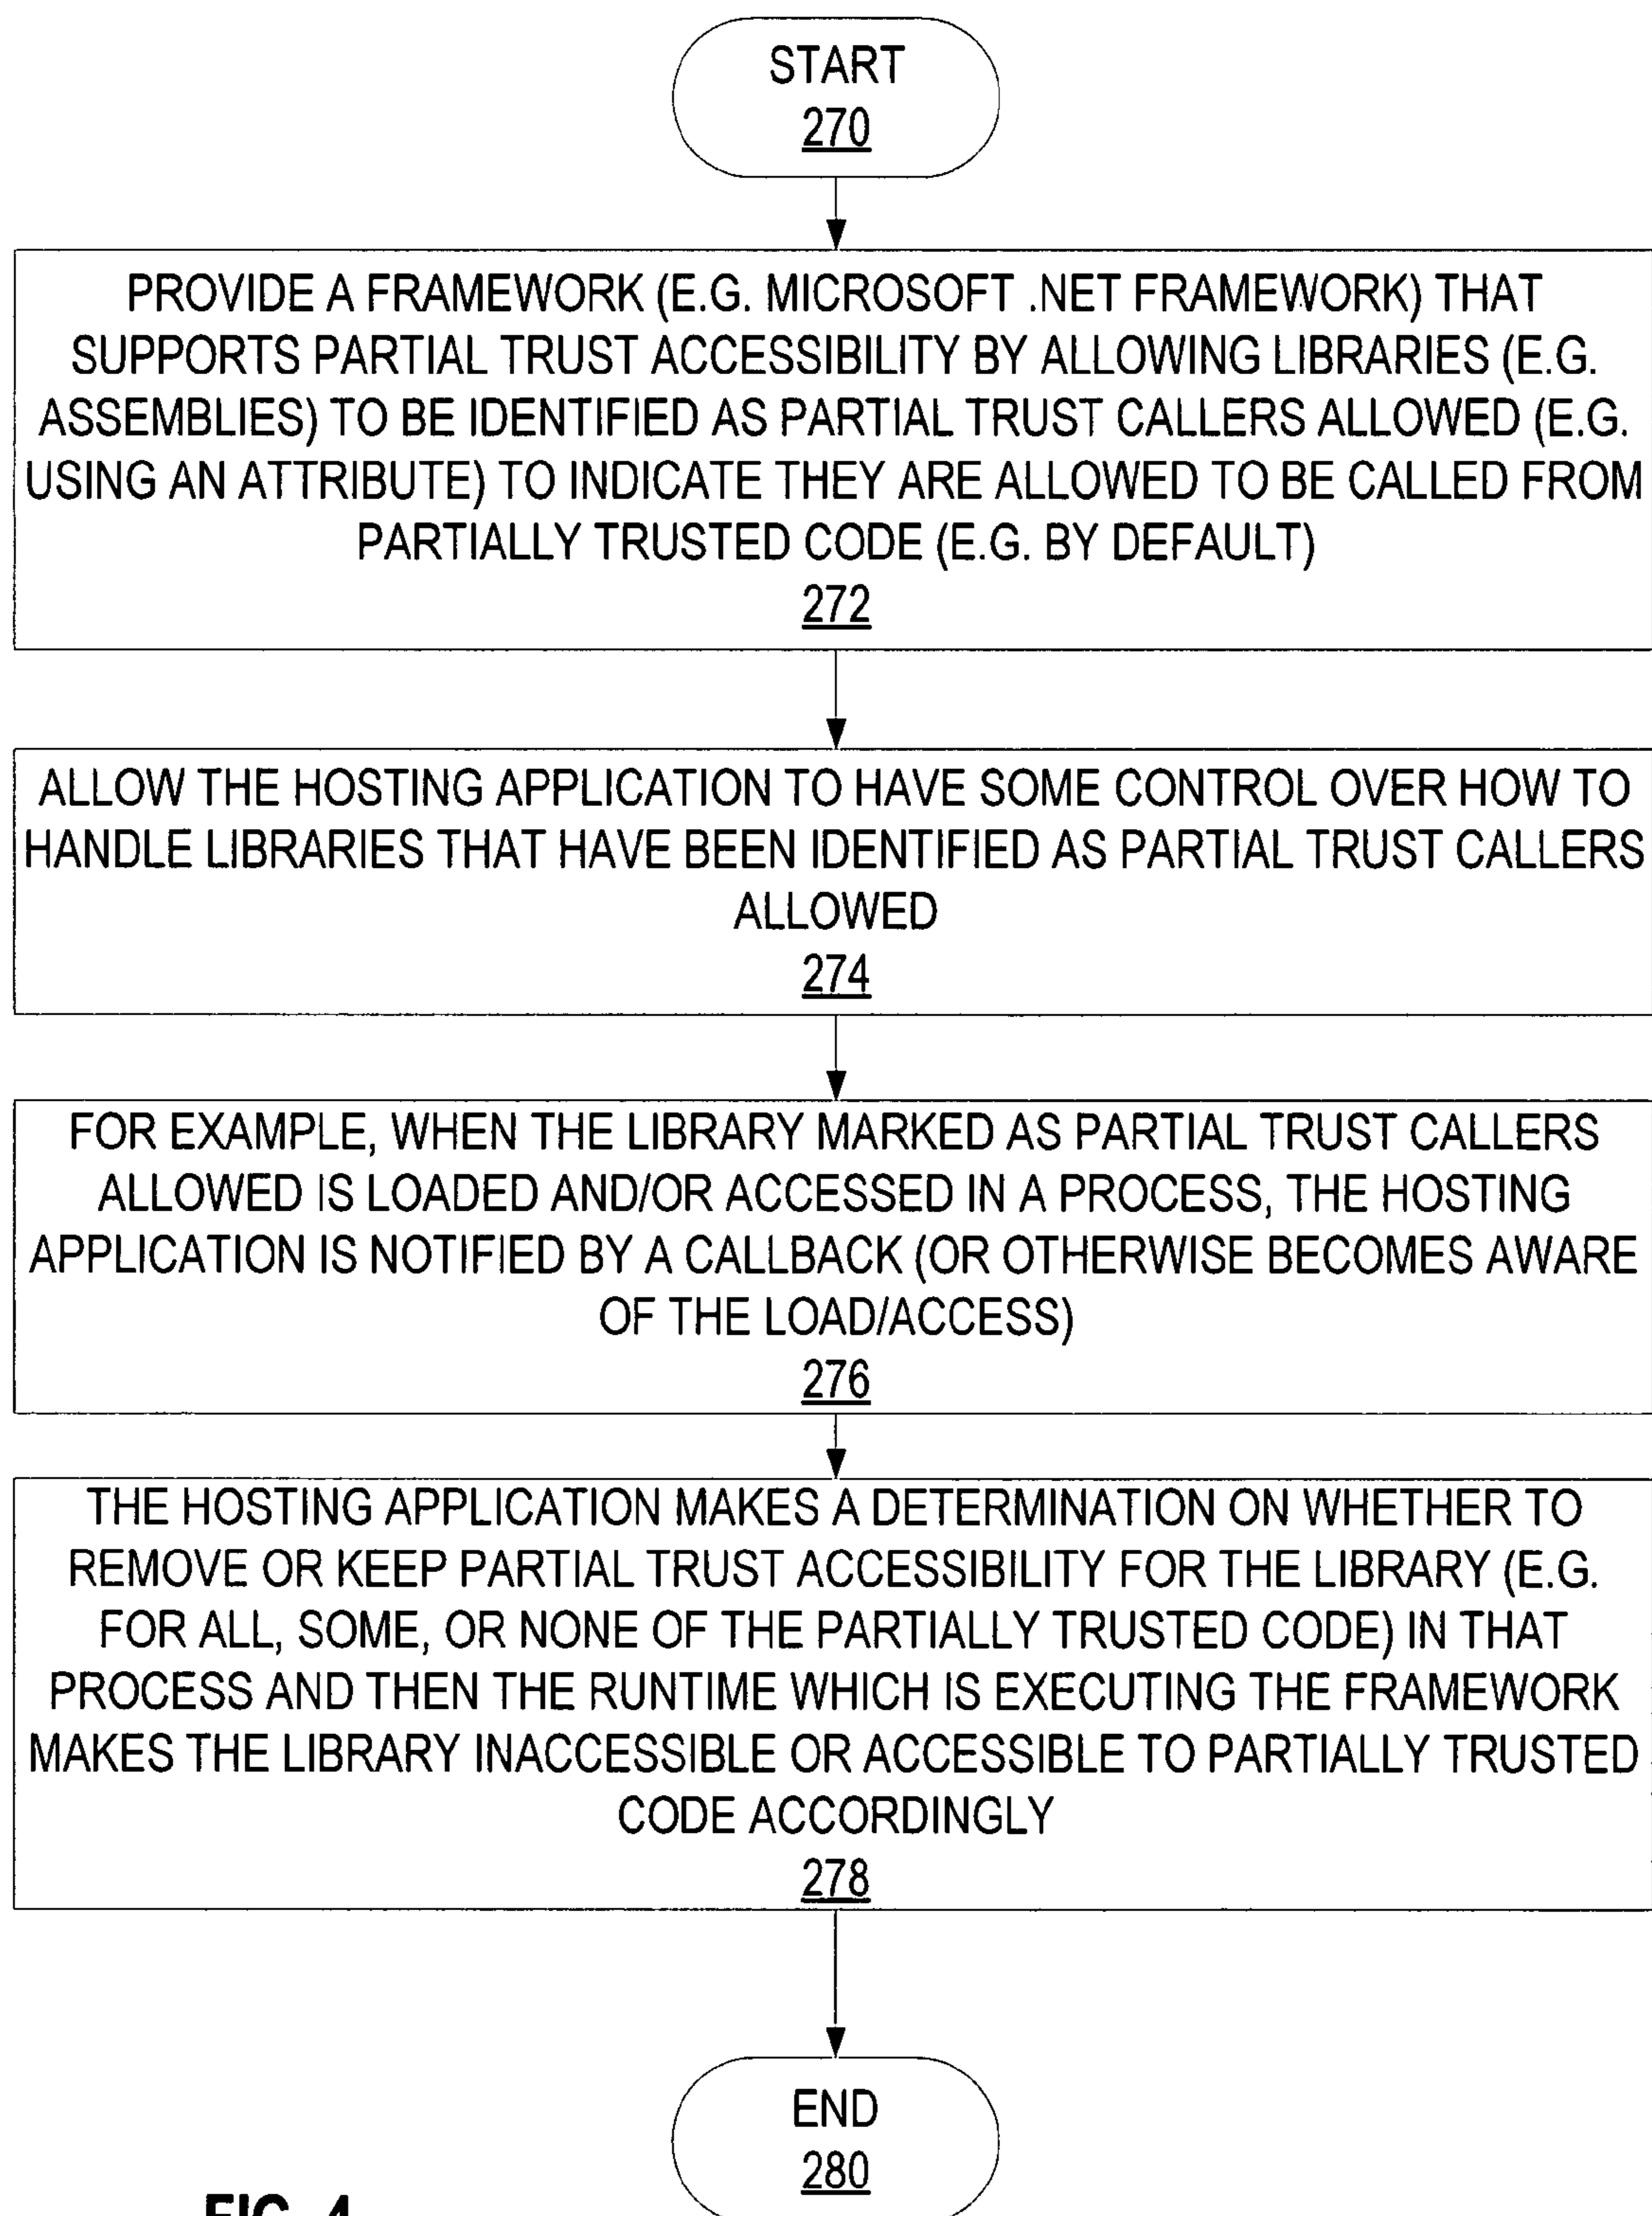 START
270
PROVIDE A FRAMEWORK (E.G. MICROSOFT .NET FRAMEWORK) THAT
SUPPORTS PARTIAL TRUST ACCESSIBILITY BY ALLOWING LIBRARIES (E.G.
ASSEMBLIES) TO BE IDENTIFIED AS PARTIAL TRUST CALLERS ALLOWED (E.G.
USING AN ATTRIBUTE) TO INDICATE THEY ARE ALLOWED TO BE CALLED FROM
PARTIALLY TRUSTED CODE (E.G. BY DEFAULT)
272
ALLOW THE HOSTING APPLICATION TO HAVE SOME CONTROL OVER HOW TO
HANDLE LIBRARIES THAT HAVE BEEN IDENTIFIED AS PARTIAL TRUST CALLERS
ALLOWED
274
FOR EXAMPLE, WHEN THE LIBRARY MARKED AS PARTIAL TRUST CALLERS
ALLOWED IS LOADED AND/OR ACCESSED IN A PROCESS, THE HOSTING
APPLICATION IS NOTIFIED BY A CALLBACK (OR OTHERWISE BECOMES AWARE
OF THE LOAD/ACCESS)
276
THE HOSTING APPLICATION MAKES A DETERMINATION ON WHETHER TO
REMOVE OR KEEP PARTIAL TRUST ACCESSIBILITY FOR THE LIBRARY (E.G.
FOR ALL, SOME, OR NONE OF THE PARTIALLY TRUSTED CODE) IN THAT
PROCESS AND THEN THE RUNTIME WHICH IS EXECUTING THE FRAMEWORK
MAKES THE LIBRARY INACCESSIBLE OR ACCESSIBLE TO PARTIALLY TRUSTED
CODE ACCORDINGLY
278
END
280
FIG. 4